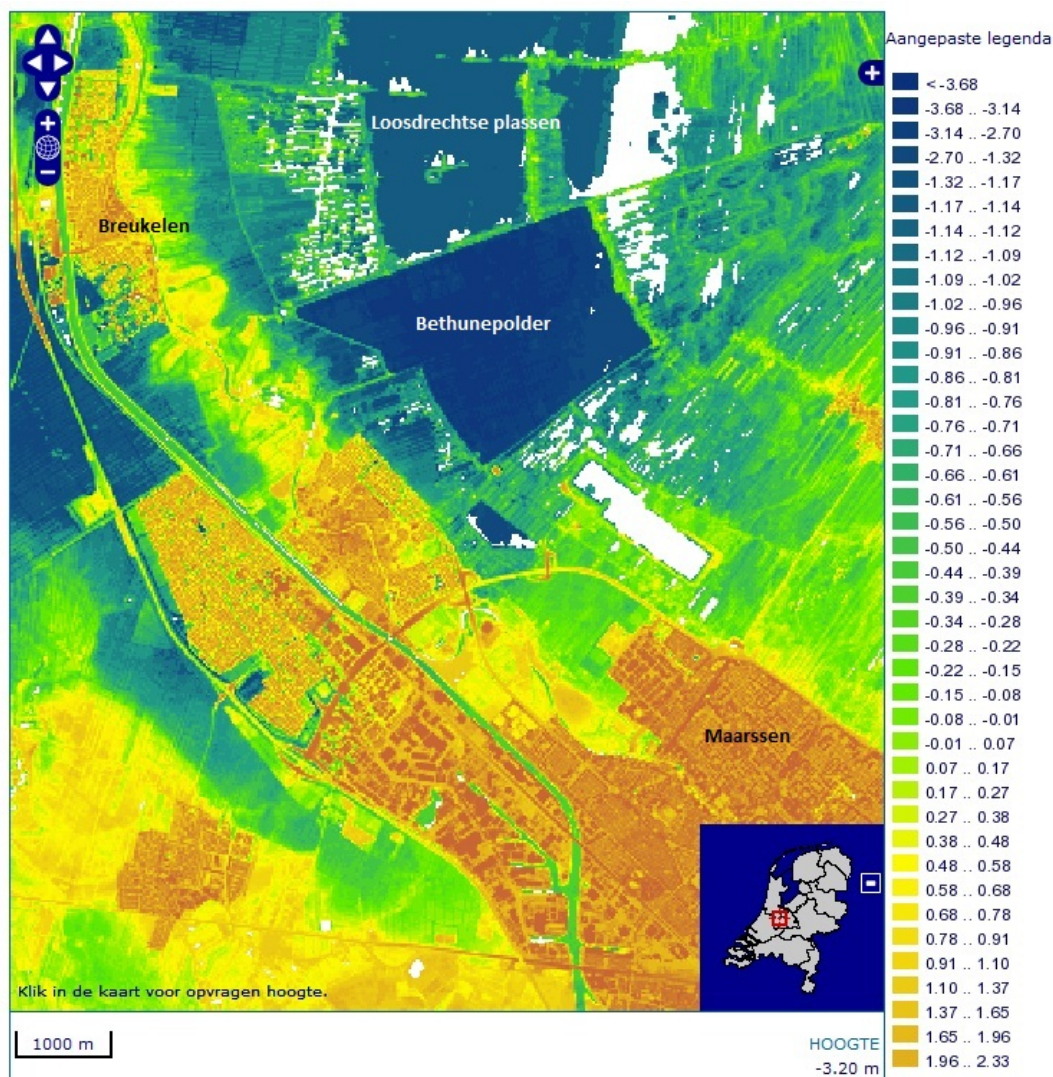 Loosdrechtse plassen
Breukelen
Bethunepolder
Maarssen
Klik in de kaart voor opvragen hoogte.
1000 m
HOOGTE
-3.20 m
Aangepaste legenda
<-3.68
-3.68 .. -3.14
-3.14 .. -2.70
-2.70 .. -1.32
-1.32 .. -1.17
-1.17 .. -1.14
-1.14 .. -1.12
-1.12 .. -1.09
-1.09 .. -1.02
-1.02 .. -0.96
-0.96 .. -0.91
-0.91 .. -0.86
-0.86 .. -0.81
-0.81 .. -0.76
-0.76 .. -0.71
-0.71 .. -0.66
-0.66 .. -0.61
-0.61 .. -0.56
-0.56 .. -0.50
-0.50 .. -0.44
-0.44 .. -0.39
-0.39 .. -0.34
-0.34 .. -0.28
-0.28 .. -0.22
-0.22 .. -0.15
-0.15 .. -0.08
-0.08 .. -0.01
-0.01 .. 0.07
0.07 .. 0.17
0.17 .. 0.27
0.27 .. 0.38
0.38 .. 0.48
0.48 .. 0.58
0.58 .. 0.68
0.68 .. 0.78
0.78 .. 0.91
0.91 .. 1.10
1.10 .. 1.37
1.37 .. 1.65
1.65 .. 1.96
1.96 .. 2.33